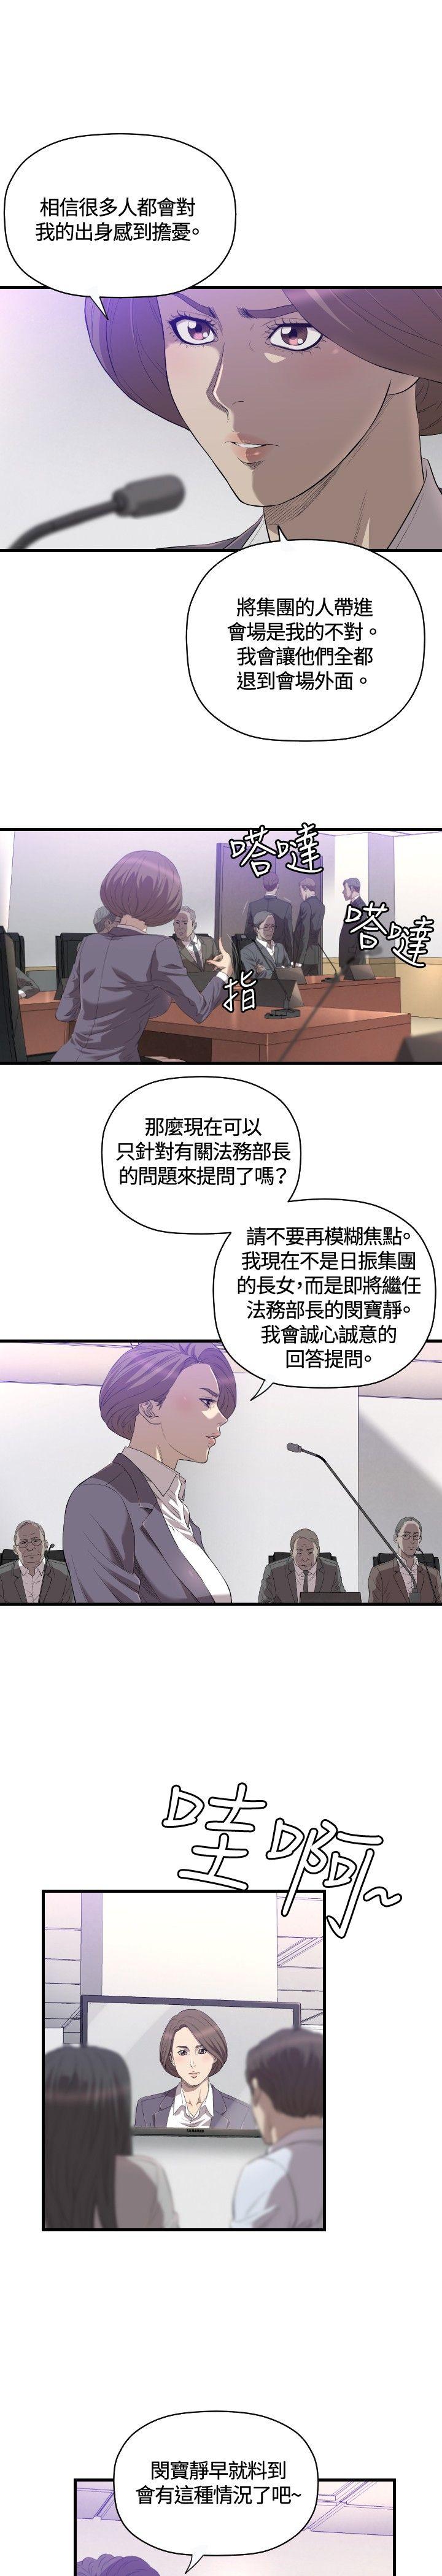 相信很多人都會對
我的出身感到擔憂。
將集團的人帶進
會場是我的不對。
我會讓他們全都
退到會場外面。
嗒噠
嗒噠
指
那麼現在可以
只針對有關法務部長
的問題來提問了嗎？
請不要再模糊焦點。
我現在不是日振集團
的長女，而是即將繼任
法務部長的閔寶靜。
我會誠心誠意的
回答提問。
哇啊~
閔寶靜早就料到
會有這種情況了吧~